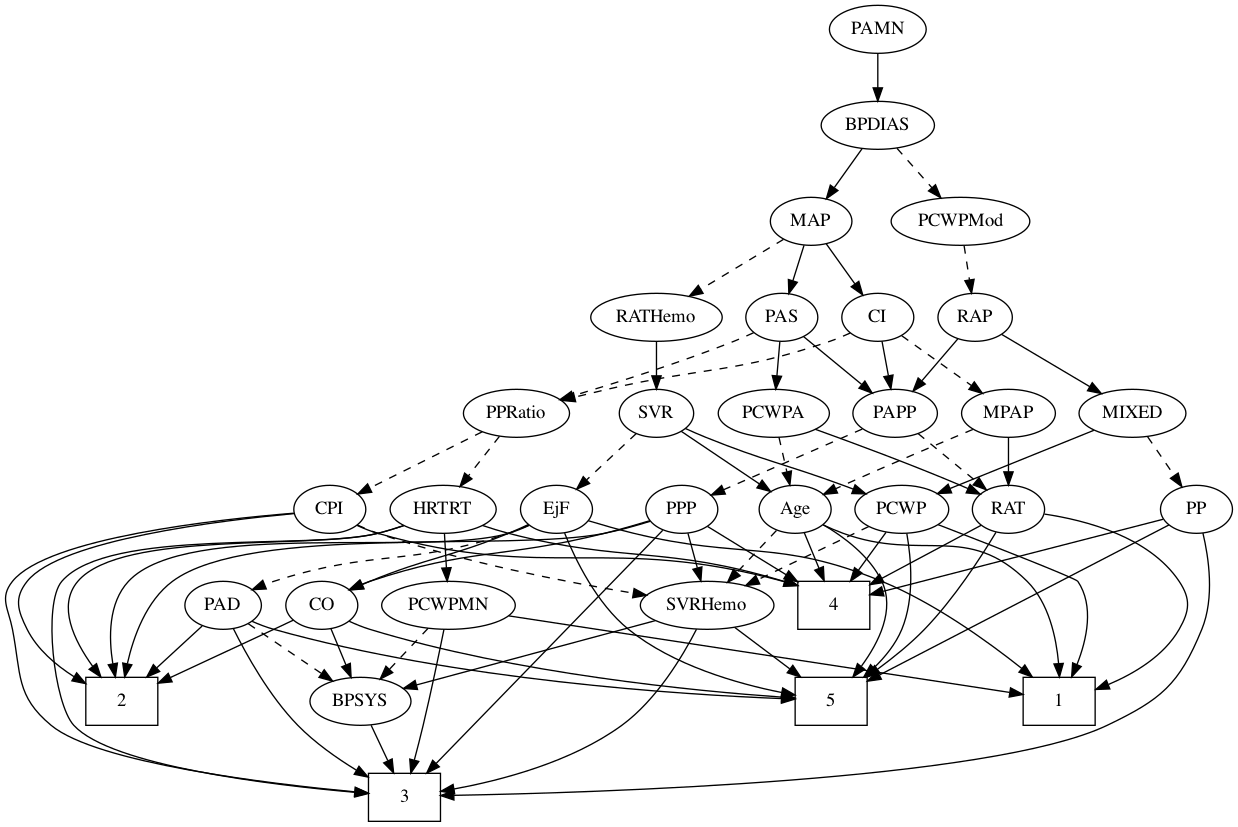 PAMN
BPDIAS
MAP
PCWPMod
RATHemo
PAS
CI
RAP
PPRatio
SVR
PCWPA
PAPP
MPAP
MIXED
CPI
HRTRT
EjF
PPP
Age
PCWP
RAT
PP
PAD
CO
PCWPMN
SVRHemo
4
2
BPSYS
5
1
3